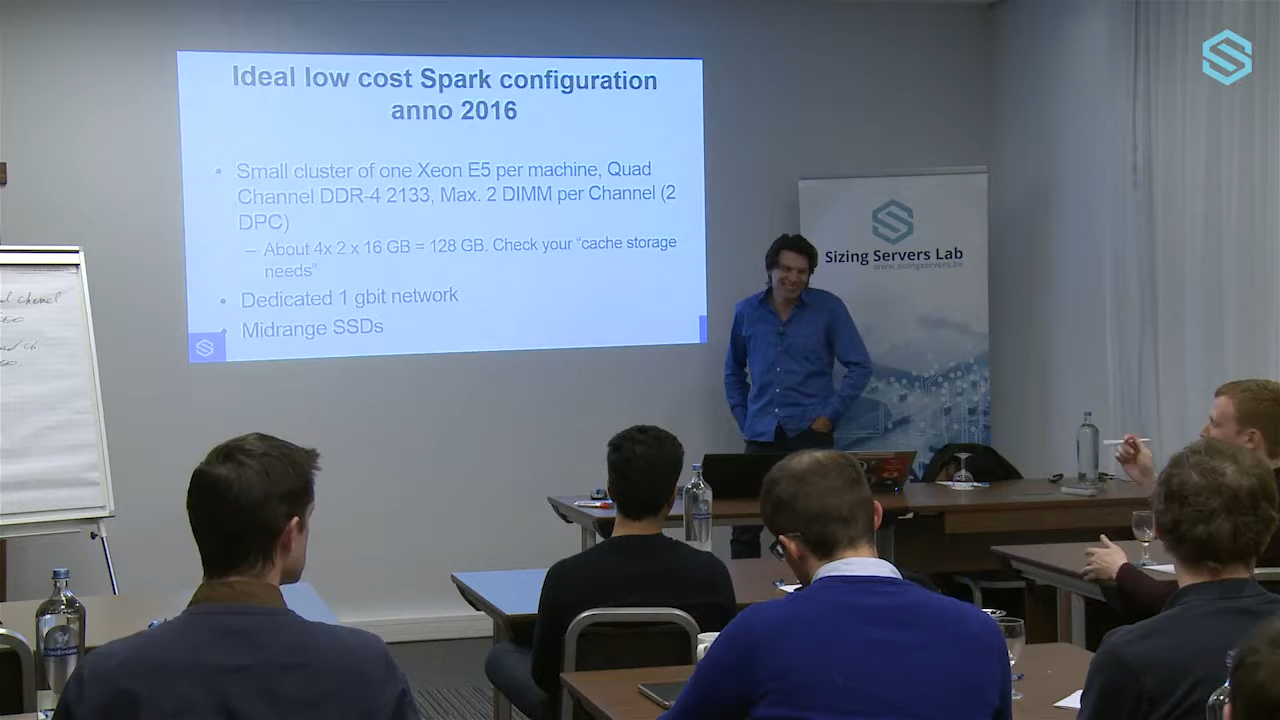 Ideal low cost Spark configuration
anno 2016
• Small cluster of one Xeon E5 per machine, Quad
Channel DDR-4 2133, Max. 2 DIMM per Channel (2
DPC)
– About 4x 2 x 16 GB = 128 GB. Check your “cache storage
needs”
• Dedicated 1 gbit network
• Midrange SSDs
Sizing Servers Lab
www.sizingservers.be
channel